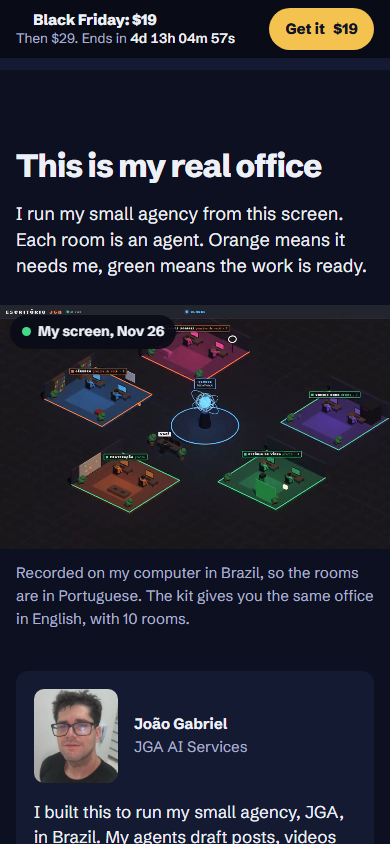 Black Friday: $19
Then $29. Ends in 4d 13h 04m 57s
Get it $19
This is my real office
I run my small agency from this screen.
Each room is an agent. Orange means it
needs me, green means the work is ready.
ESCRITÓRIO JGA
My screen, Nov 26
Recorded on my computer in Brazil, so the rooms
are in Portuguese. The kit gives you the same office
in English, with 10 rooms.
João Gabriel
JGA AI Services
I built this to run my small agency, JGA,
in Brazil. My agents draft posts, videos